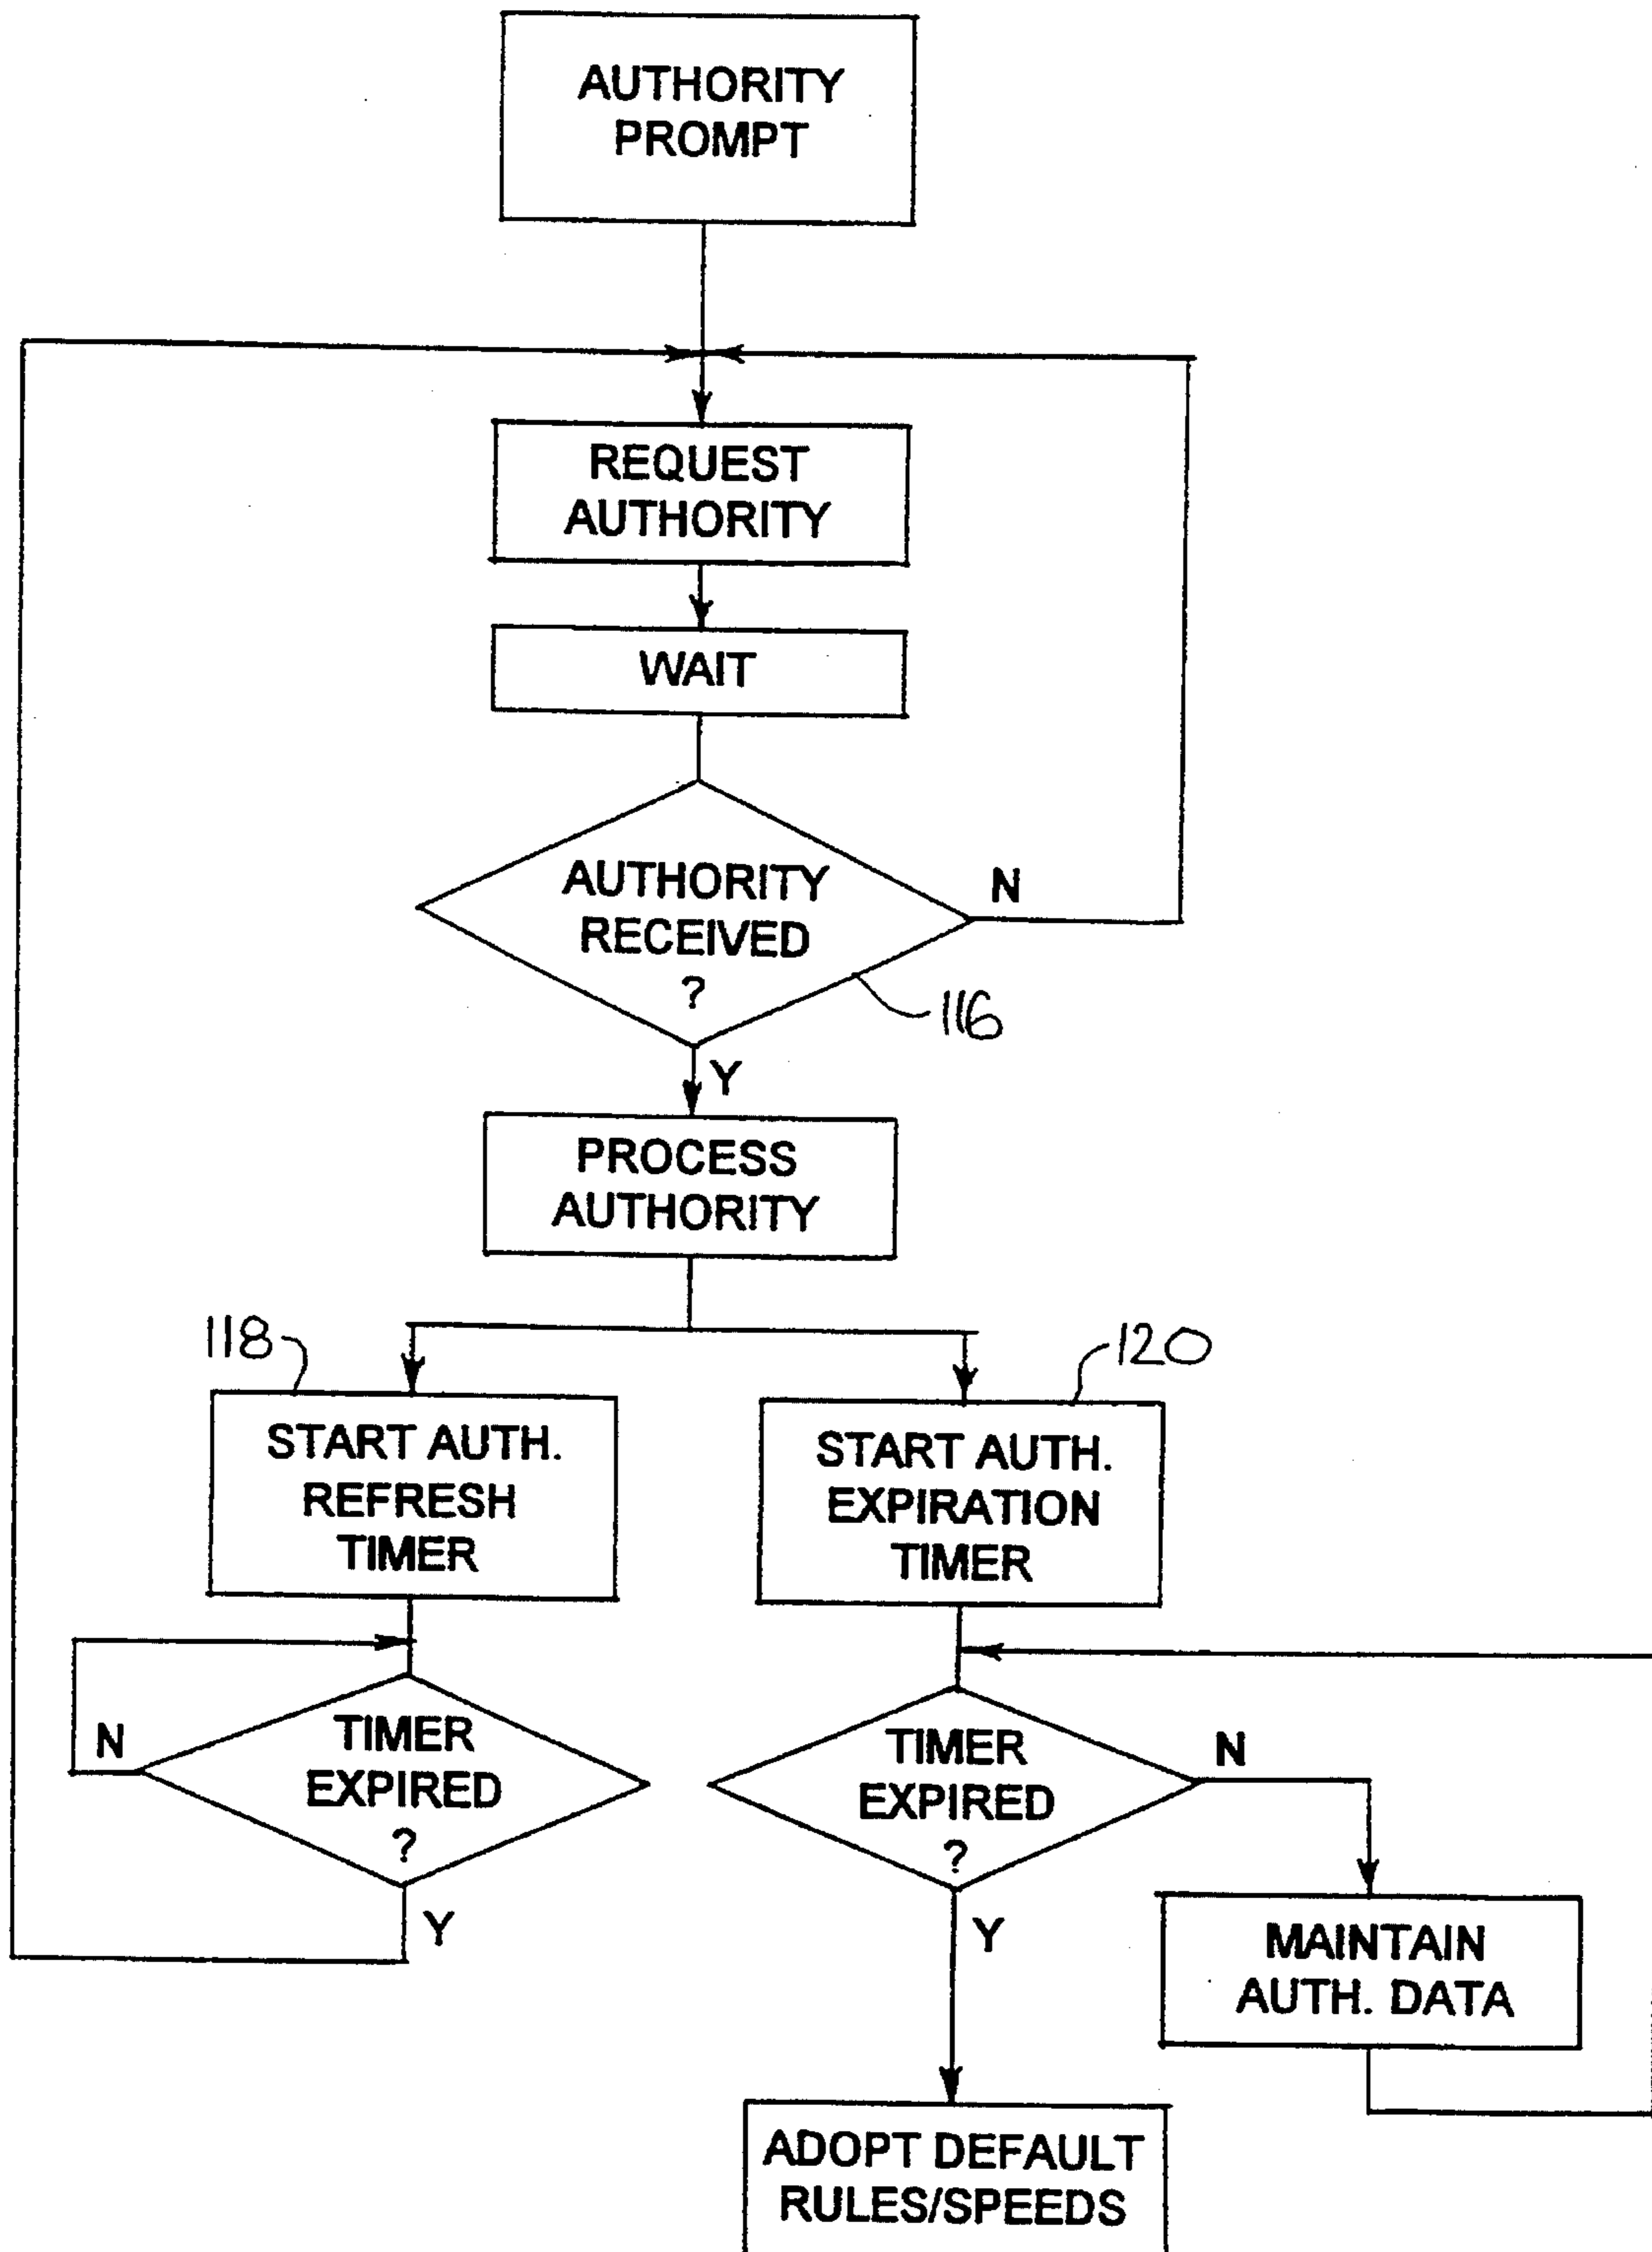 AUTHORITY
PROMPT
REQUEST
AUTHORITY
WAIT
AUTHORITY
RECEIVED
?
N
116
Y
PROCESS
AUTHORITY
118
120
START AUTH.
REFRESH
TIMER
START AUTH.
EXPIRATION
TIMER
N
TIMER
EXPIRED
?
Y
TIMER
EXPIRED
?
N
Y
MAINTAIN
AUTH. DATA
ADOPT DEFAULT
RULES/SPEEDS